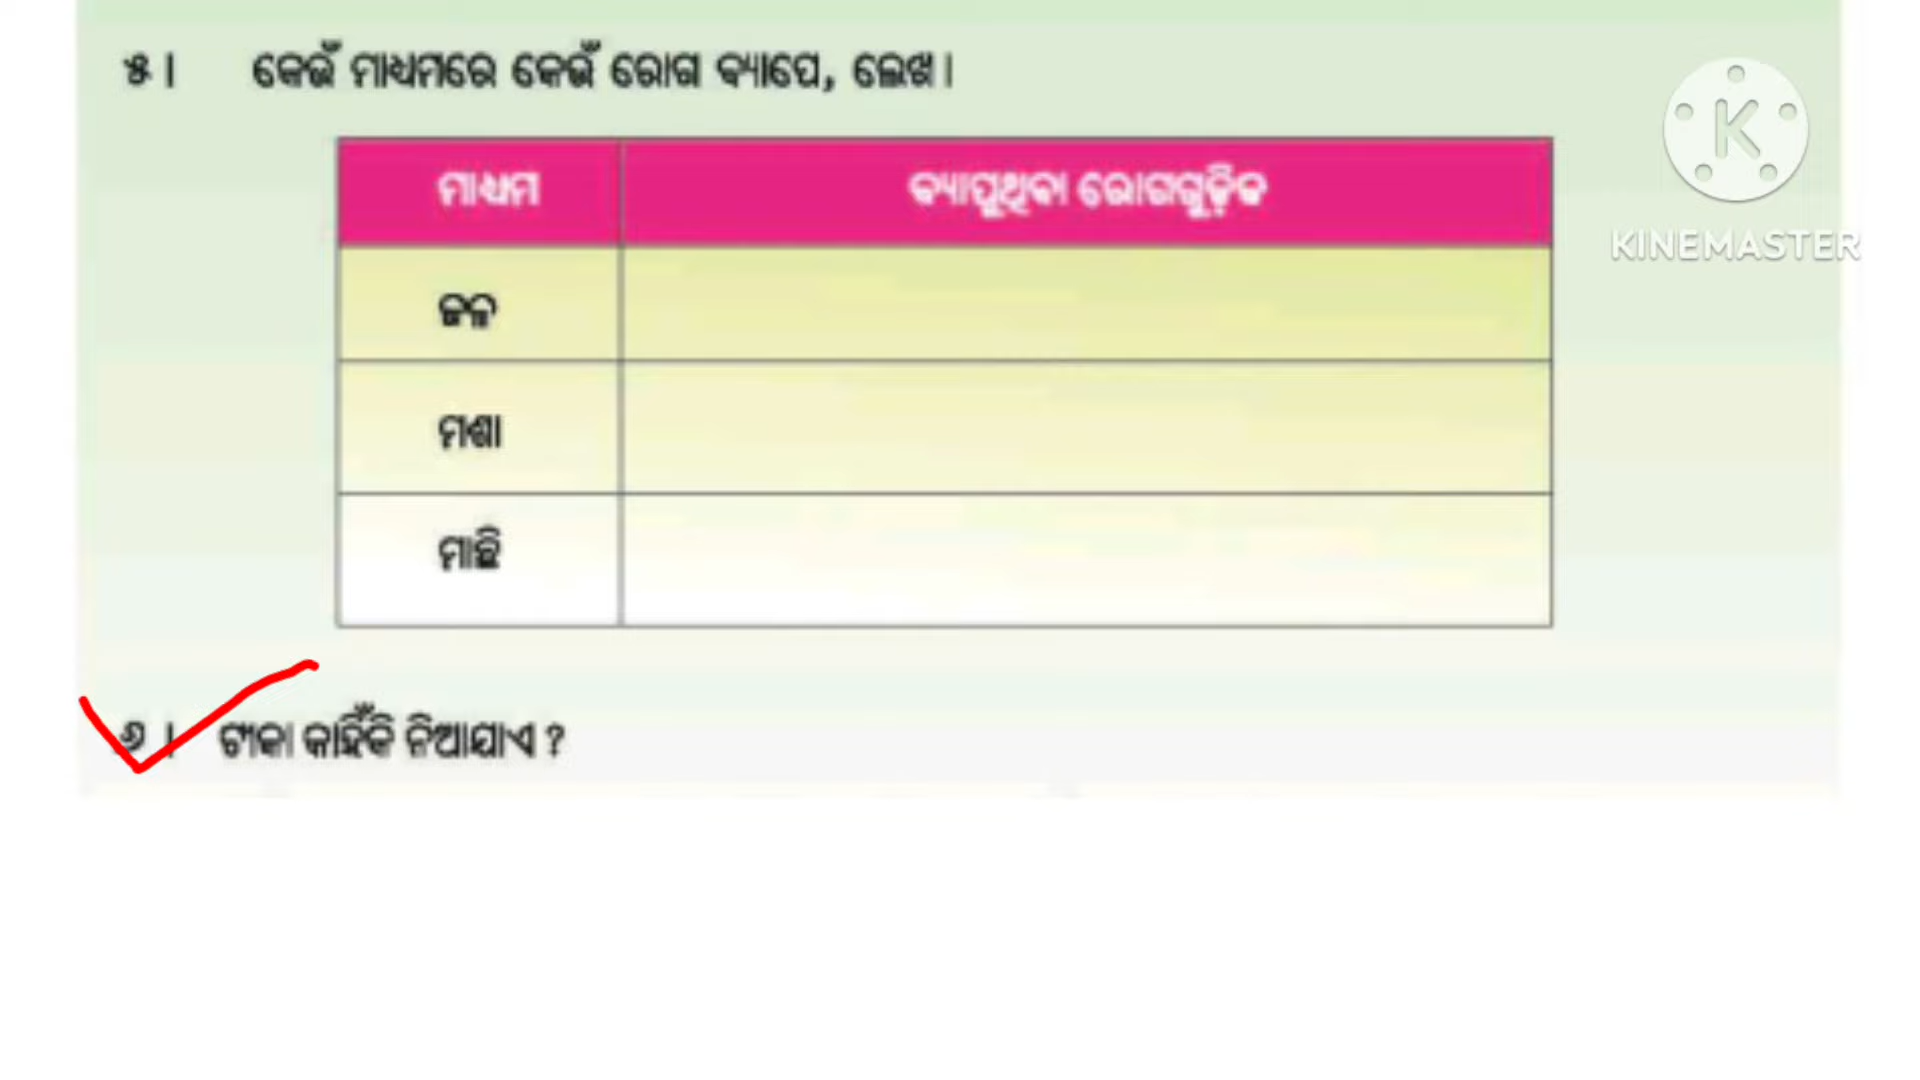 ୫। କେଉଁ ମାଧ୍ୟମରେ କେଉଁ ରୋଗ ବ୍ୟାପେ, ଲେଖ।
ମାଧ୍ୟମ ବ୍ୟାପୁଥିବା ରୋଗଗୁଡ଼ିକ
ଜଳ
ମଶା
ମାଛି
୬। ଟୀକା କାହିଁକି ନିଆଯାଏ ?
K
KINEMASTER